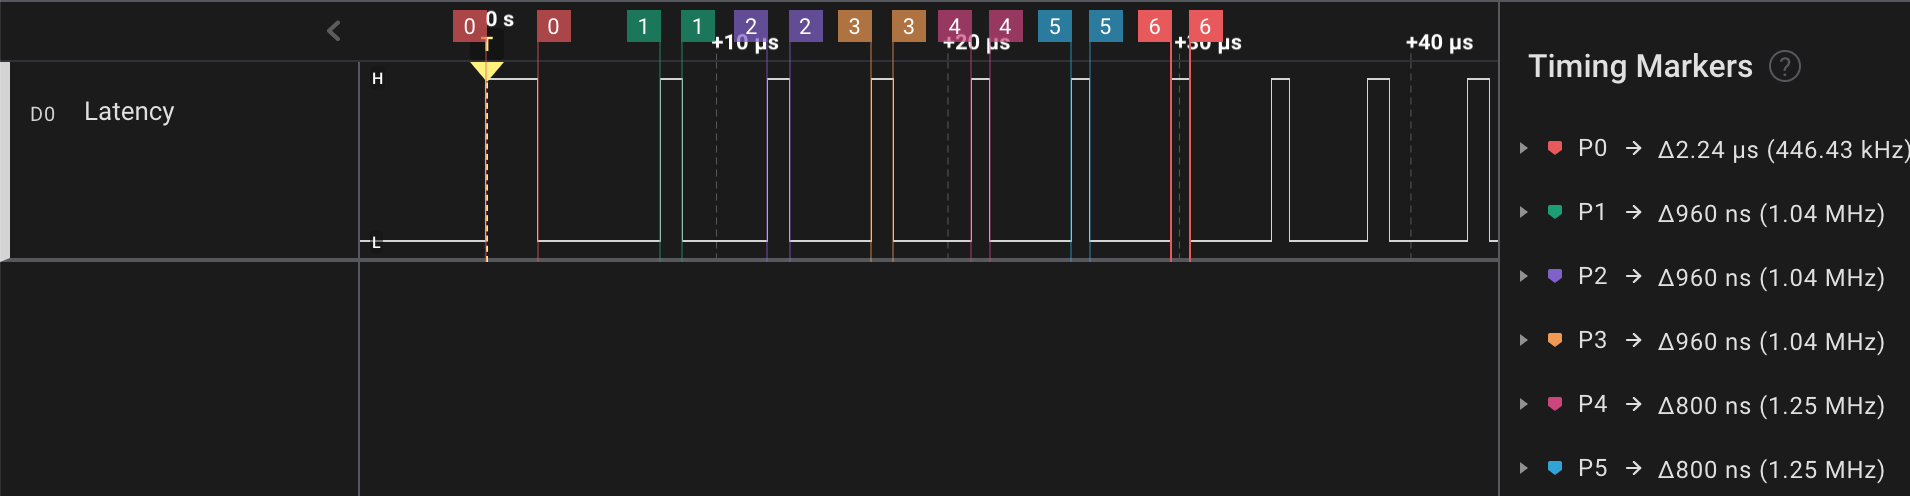 0 0 s 0 1 1 2 2 3 3 4 4 5 5 6 6
T +10 µs +20 µs +30 µs +40 µs
H
D0 Latency
L
Timing Markers ?
P0 → Δ2.24 µs (446.43 kHz)
P1 → Δ960 ns (1.04 MHz)
P2 → Δ960 ns (1.04 MHz)
P3 → Δ960 ns (1.04 MHz)
P4 → Δ800 ns (1.25 MHz)
P5 → Δ800 ns (1.25 MHz)